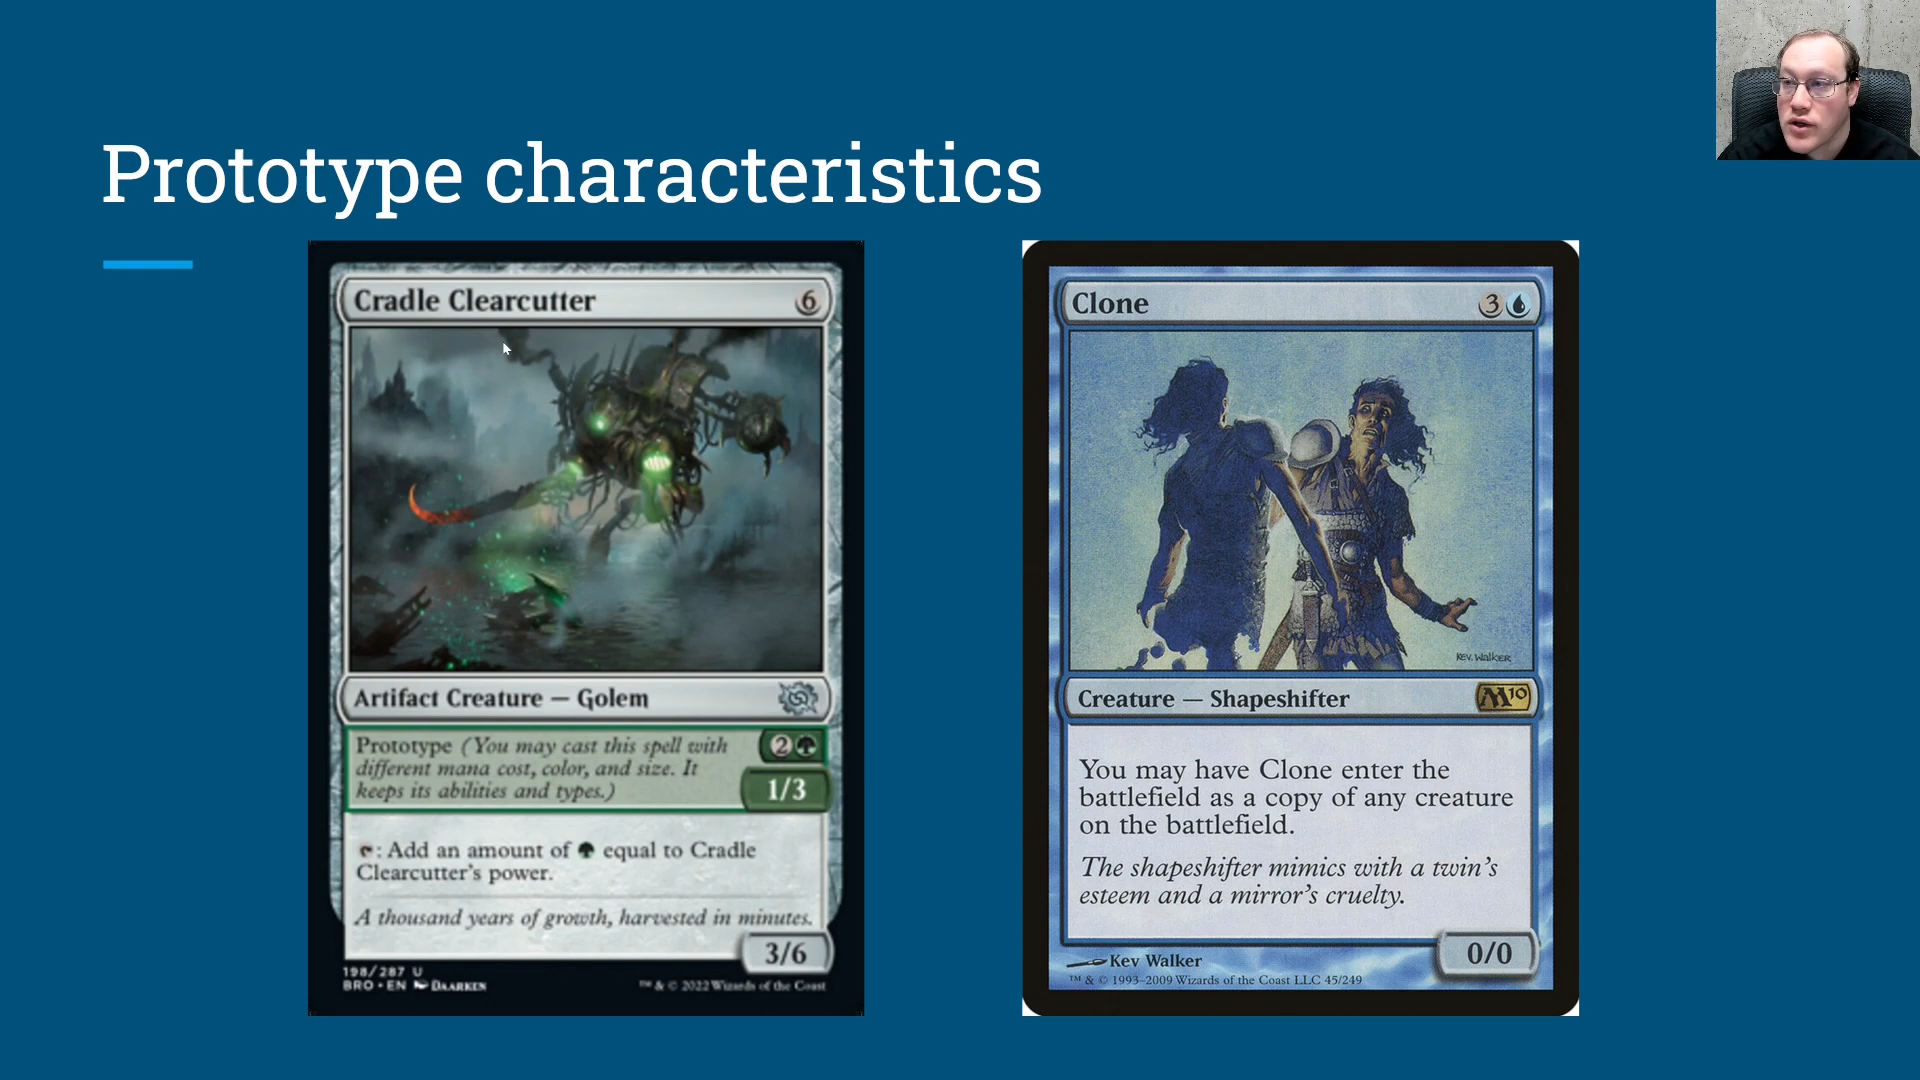 Prototype characteristics
Cradle Clearcutter 6
Artifact Creature — Golem
Prototype (You may cast this spell with
different mana cost, color, and size. It
keeps its abilities and types.)
2
1/3
: Add an amount of equal to Cradle
Clearcutter's power.
A thousand years of growth, harvested in minutes.
3/6
198/287 U
BRO • EN DAARKEN
™ & © 2022 Wizards of the Coast
Clone 3
KEV. WALKER
Creature — Shapeshifter
M10
You may have Clone enter the
battlefield as a copy of any creature
on the battlefield.
The shapeshifter mimics with a twin's
esteem and a mirror's cruelty.
0/0
Kev Walker
™ & © 1993–2009 Wizards of the Coast LLC 45/249